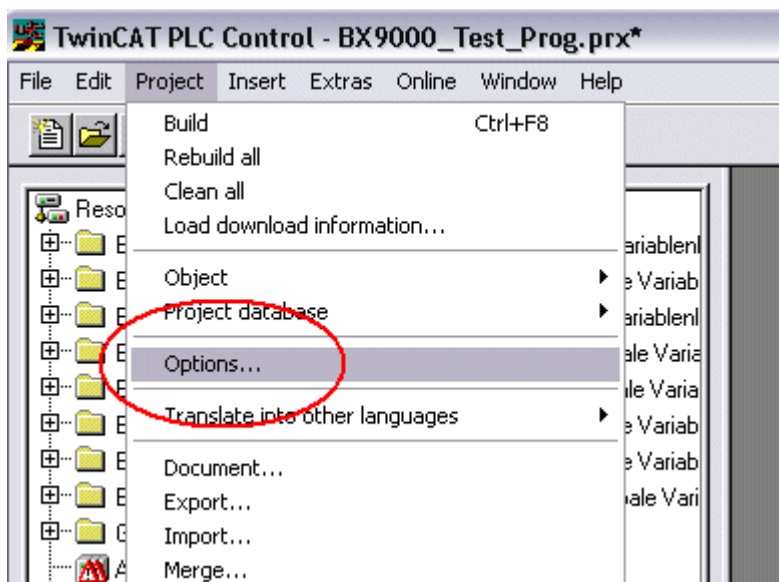 TwinCAT PLC Control - BX9000_Test_Prog.prx*
File Edit Project Insert Extras Online Window Help
Build Ctrl+F8
Rebuild all
Clean all
Load download information...
Object
Project database
Options...
Translate into other languages
Document...
Export...
Import...
Merge...